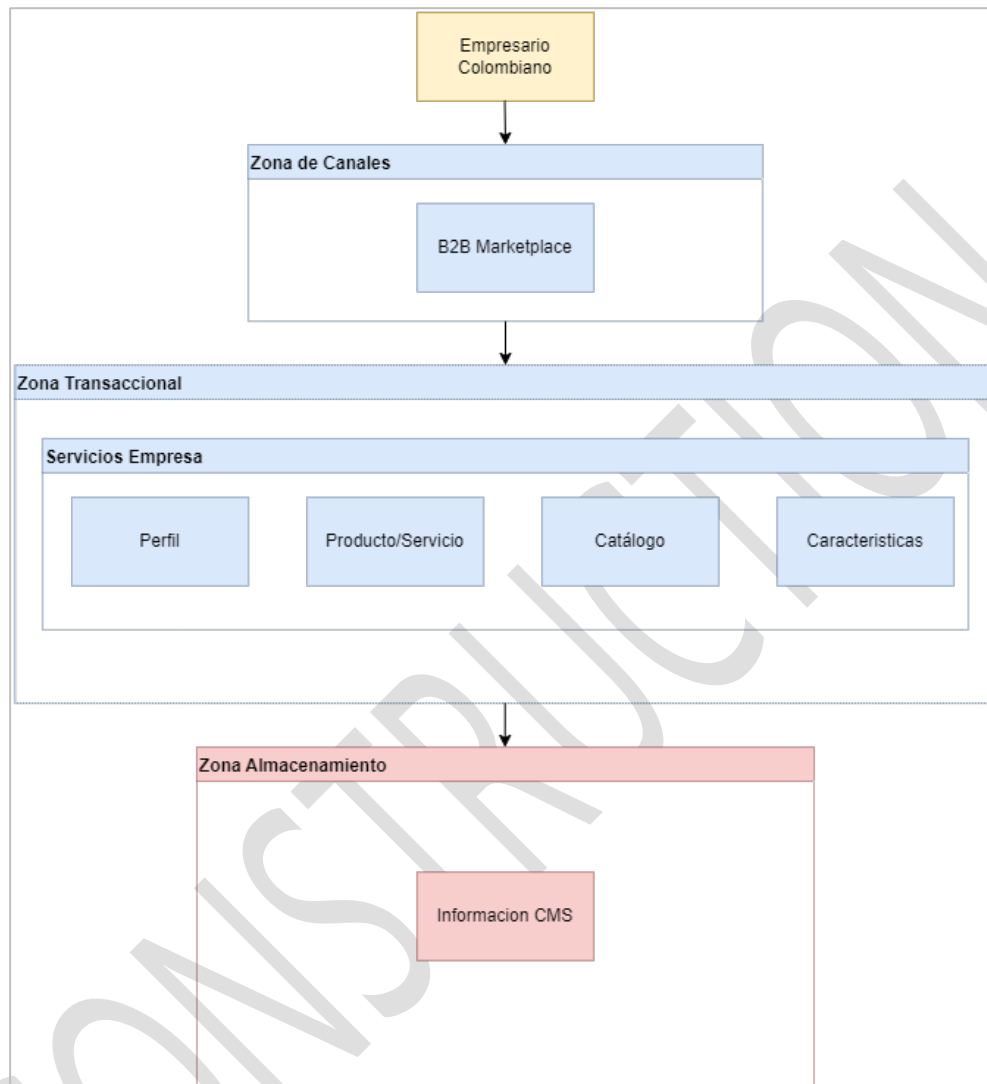 Empresario
Colombiano
Zona de Canales
B2B Marketplace
Zona Transaccional
Servicios Empresa
Perfil
Producto/Servicio
Catálogo
Caracteristicas
Zona Almacenamiento
Informacion CMS
ONSTRUCTION